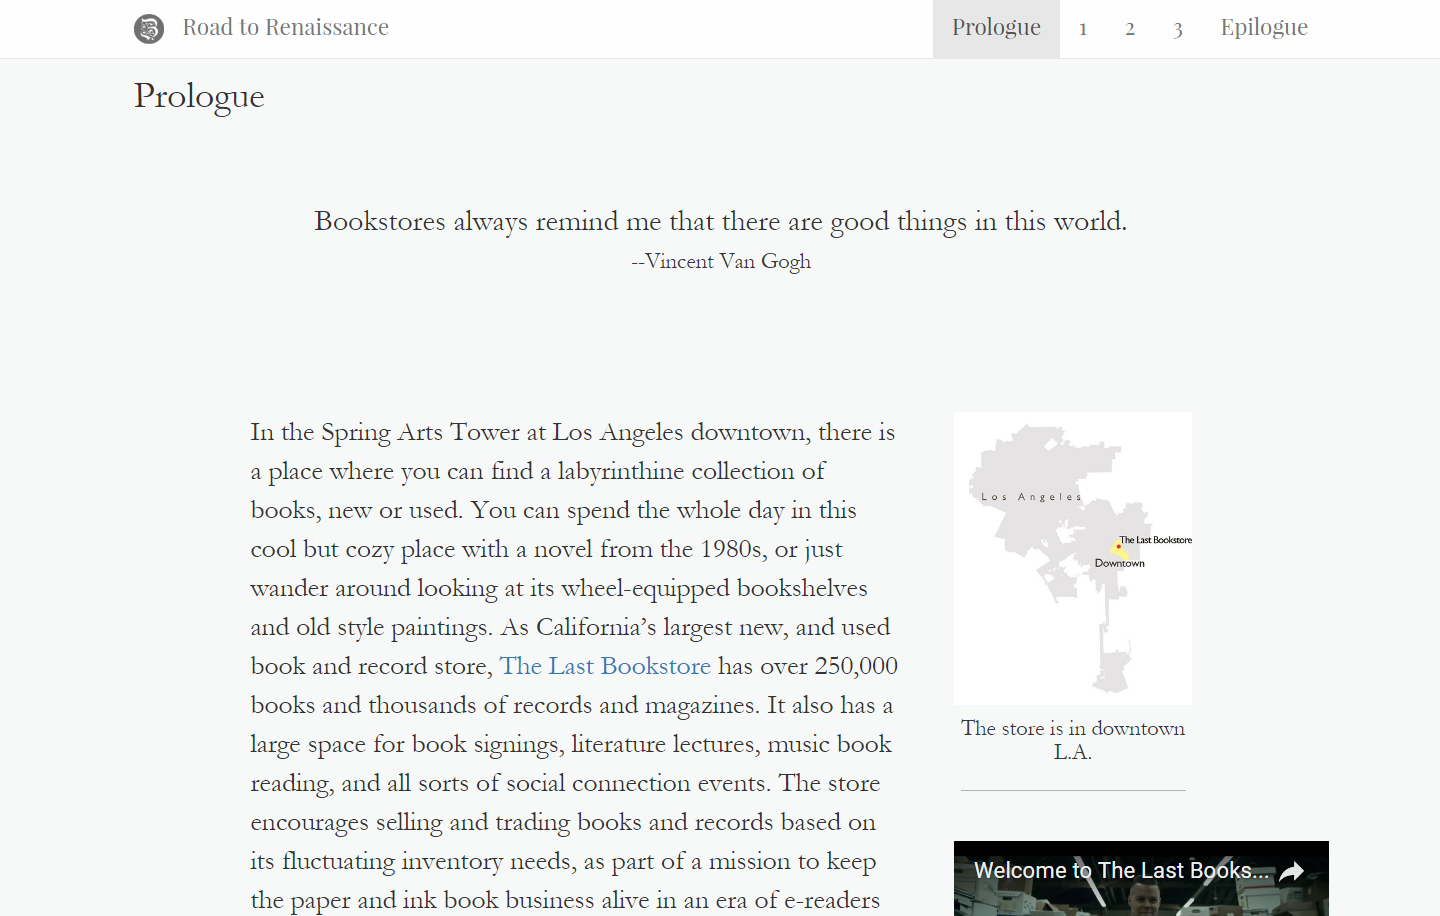 Road to Renaissance
Prologue
1
2
3
Epilogue
Prologue
Bookstores always remind me that there are good things in this world.
--Vincent Van Gogh
In the Spring Arts Tower at Los Angeles downtown, there is
a place where you can find a labyrinthine collection of
books, new or used. You can spend the whole day in this
cool but cozy place with a novel from the 1980s, or just
wander around looking at its wheel-equipped bookshelves
and old style paintings. As California’s largest new, and used
book and record store, The Last Bookstore has over 250,000
books and thousands of records and magazines. It also has a
large space for book signings, literature lectures, music book
reading, and all sorts of social connection events. The store
encourages selling and trading books and records based on
its fluctuating inventory needs, as part of a mission to keep
the paper and ink book business alive in an era of e-readers
Los Angeles
The Last Bookstore
Downtown
The store is in downtown
L.A.
Welcome to The Last Books...